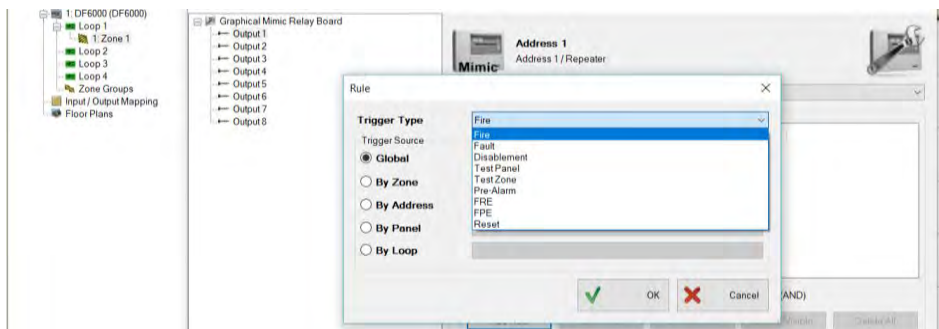 1: DF6000 (DF6000)
Loop 1
1: Zone 1
Loop 2
Loop 3
Loop 4
Zone Groups
Input / Output Mapping
Floor Plans
Graphical Mimic Relay Board
Output 1
Output 2
Output 3
Output 4
Output 5
Output 6
Output 7
Output 8
Mimic
Address 1
Address 1 / Repeater
Rule
Trigger Type
Fire
Trigger Source
Global
By Zone
By Address
By Panel
By Loop
Fire
Fault
Disablement
Test Panel
Test Zone
Pre-Alarm
FRE
FPE
Reset
OK
Cancel
(AND)
Delete All